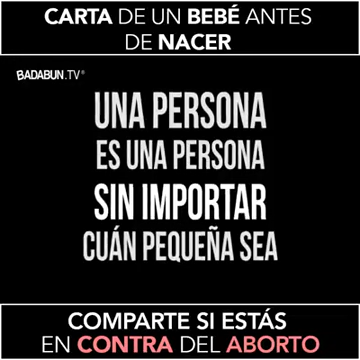 CARTA DE UN BEBÉ ANTES
DE NACER
BADABUN.TV®
UNA PERSONA
ES UNA PERSONA
SIN IMPORTAR
CUÁN PEQUEÑA SEA
COMPARTE SI ESTÁS
EN CONTRA DEL ABORTO